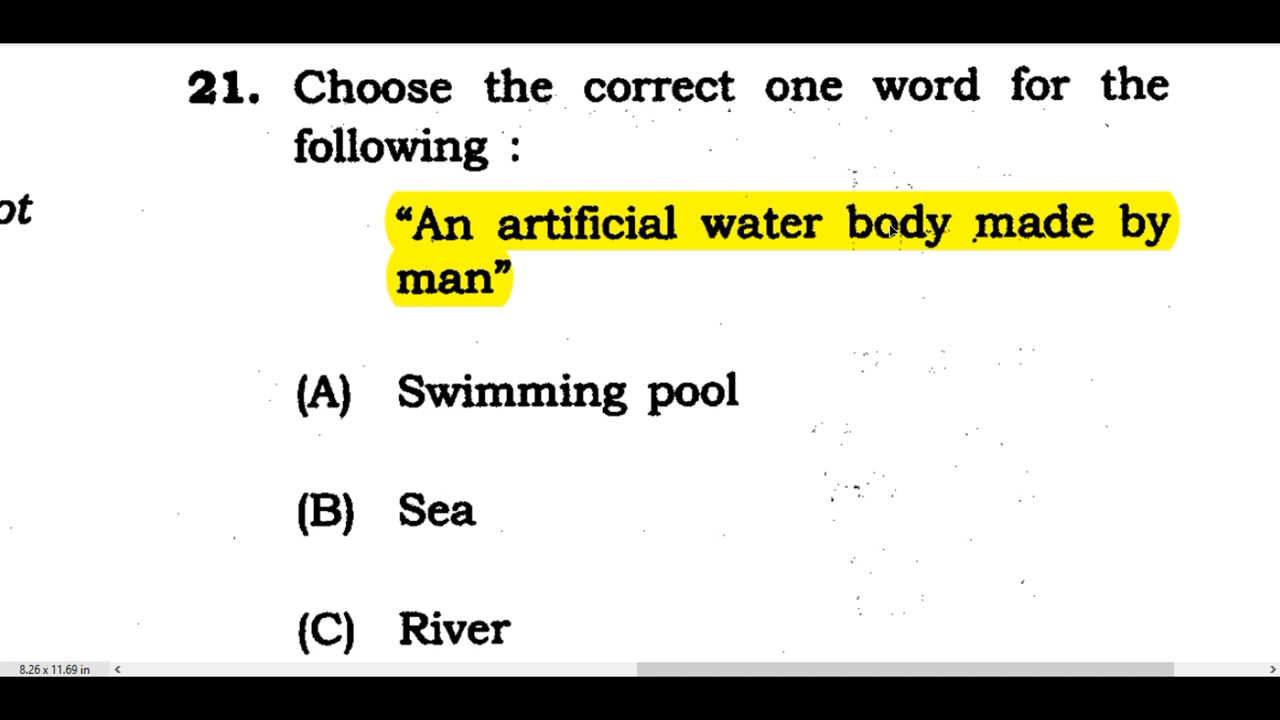 21. Choose the correct one word for the
following :
ot
"An artificial water body made by
man"
(A) Swimming pool
(B) Sea
(C) River
8.26 x 11.69 in